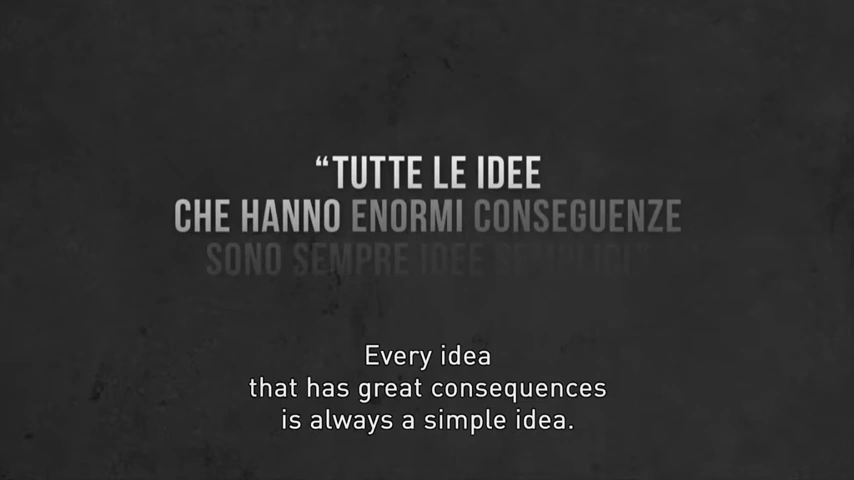 “TUTTE LE IDEE
CHE HANNO ENORMI CONSEGUENZE
SONO SEMPRE IDEE SEMPLICI”
Every idea
that has great consequences
is always a simple idea.